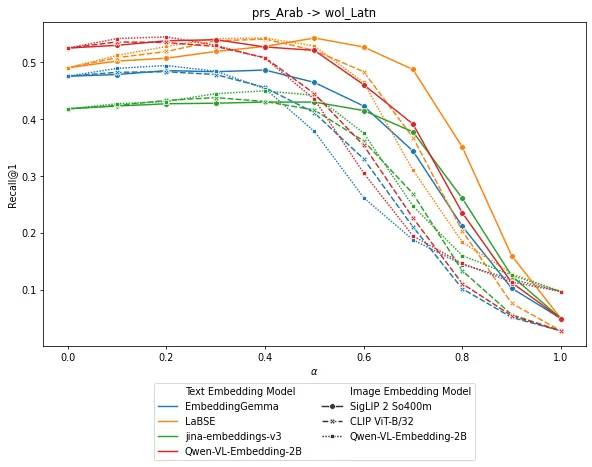 prs_Arab -> wol_Latn
Recall@1
0.5
0.4
0.3
0.2
0.1
0.0 0.2 0.4 0.6 0.8 1.0
α
Text Embedding Model
EmbeddingGemma
LaBSE
jina-embeddings-v3
Qwen-VL-Embedding-2B
Image Embedding Model
SigLIP 2 So400m
CLIP ViT-B/32
Qwen-VL-Embedding-2B